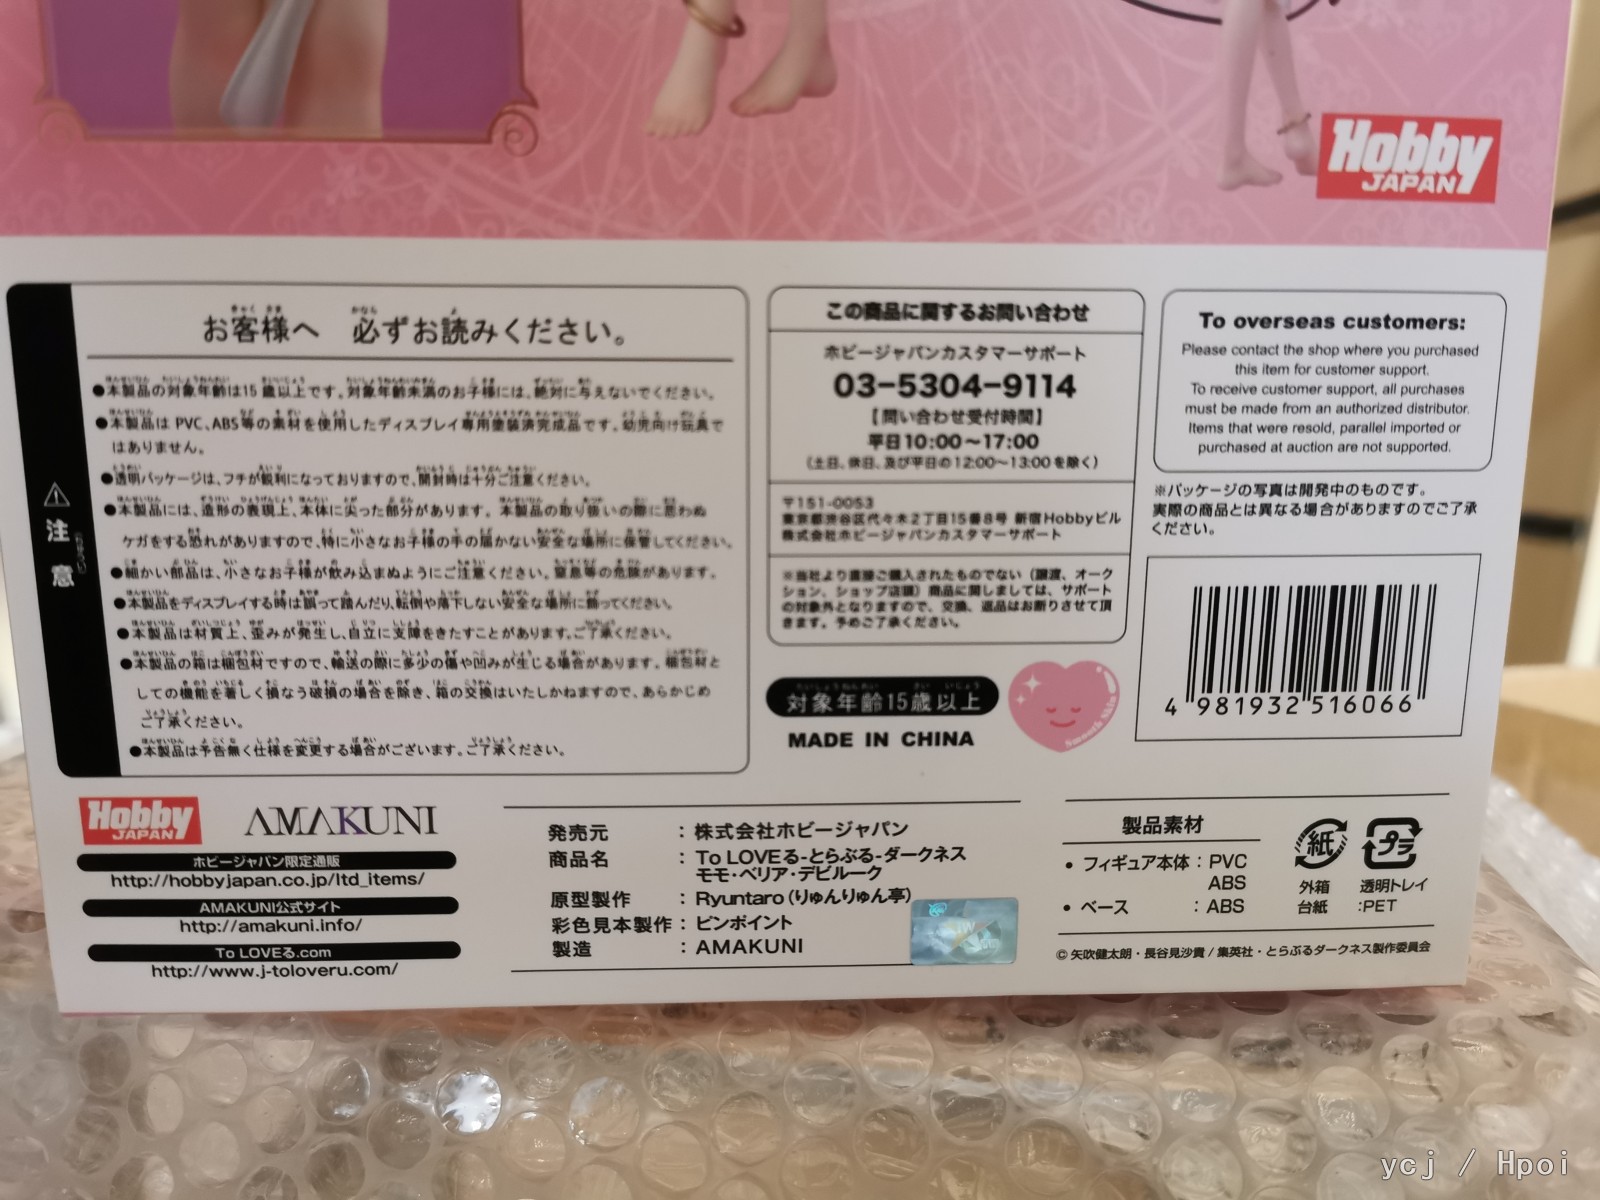 Hobby
JAPAN
お客様へ 必ずお読みください。
注意
●本製品の対象年齢は15歳以上です。対象年齢未満のお子様には、絶対に与えないでください。
●本製品はPVC、ABS等の素材を使用したディスプレイ専用塗装済完成品です。幼児向け玩具で
はありません。
●透明パッケージは、フチが鋭利になっておりますので、開封時は十分ご注意ください。
●本製品には、造形の表現上、本体に尖った部分があります。本製品の取り扱いの際に思わぬ
ケガをする恐れがありますので、特に小さなお子様の手の届かない安全な場所に保管してください。
●細かい部品は、小さなお子様が飲み込まぬようにご注意ください。窒息等の危険があります。
●本製品をディスプレイする時は誤って踏んだり、転倒や落下しない安全な場所に飾ってください。
●本製品は材質上、歪みが発生し、自立に支障をきたすことがあります。ご了承ください。
●本製品の箱は梱包材ですので、輸送の際に多少の傷や凹みが生じる場合があります。梱包材と
しての機能を著しく損なう破損の場合を除き、箱の交換はいたしかねますので、あらかじめ
ご了承ください。
●本製品は予告無く仕様を変更する場合がございます。ご了承ください。
この商品に関するお問い合わせ
ホビージャパンカスタマーサポート
03-5304-9114
【問い合わせ受付時間】
平日10:00～17:00
(土日、休日、及び平日の12:00～13:00を除く)
〒151-0053
東京都渋谷区代々木2丁目15番8号 新宿Hobbyビル
株式会社ホビージャパンカスタマーサポート
※当社より直接ご購入されたものでない（譲渡、オーク
ション、ショップ店頭）商品に関しましては、サポート
の対象外となりますので、交換、返品はお断りさせて頂
きます。予めご了承ください。
対象年齢15歳以上
MADE IN CHINA
Smooth Skin
To overseas customers:
Please contact the shop where you purchased
this item for customer support.
To receive customer support, all purchases
must be made from an authorized distributor.
Items that were resold, parallel imported or
purchased at auction are not supported.
※パッケージの写真は開発中のものです。
実際の商品とは異なる場合がありますのでご了承
ください。
4 981932 516066
Hobby
JAPAN
AMAKUNI
ホビージャパン限定通販
http://hobbyjapan.co.jp/ltd_items/
AMAKUNI公式サイト
http://amakuni.info/
To LOVEる.com
http://www.j-toloveru.com/
発売元 : 株式会社ホビージャパン
商品名 : To LOVEる-とらぶる-ダークネス
モモ・ベリア・デビルーク
原型製作 : Ryuntaro (りゅんりゅん亭)
彩色見本製作 : ピンポイント
製造 : AMAKUNI
製品素材
• フィギュア本体 : PVC
ABS
• ベース : ABS
紙
外箱
台紙
プラ
透明トレイ
:PET
© 矢吹健太朗・長谷見沙貴 / 集英社・とらぶるダークネス製作委員会
ycj / Hpoi